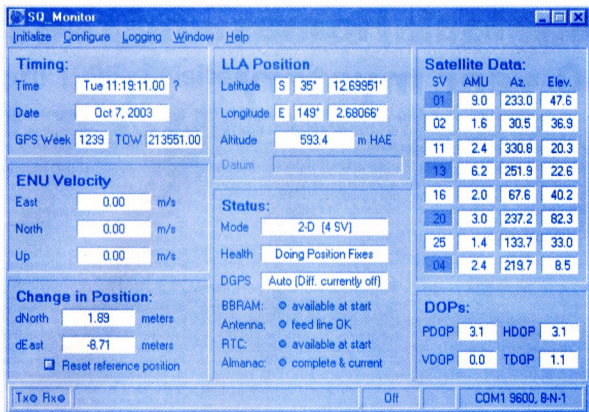 SQ_Monitor
Initialize Configure Logging Window Help
Timing:
Time Tue 11:19:11.00 ?
Date Oct 7, 2003
GPS Week 1239 TOW 213551.00
ENU Velocity
East 0.00 m/s
North 0.00 m/s
Up 0.00 m/s
Change in Position:
dNorth 1.89 meters
dEast -8.71 meters
Reset reference position
LLA Position
Latitude S 35° 12.69951'
Longitude E 149° 2.68066'
Altitude 593.4 m HAE
Datum
Status:
Mode 2-D (4 SV)
Health Doing Position Fixes
DGPS Auto (Diff. currently off)
BBRAM: available at start
Antenna: feed line OK
RTC: available at start
Almanac: complete & current
Satellite Data:
SV AMU Az. Elev.
01 9.0 233.0 47.6
02 1.6 30.5 36.9
11 2.4 330.8 20.3
13 6.2 251.9 22.6
16 2.0 67.6 40.2
20 3.0 237.2 82.3
25 1.4 133.7 33.0
04 2.4 219.7 8.5
DOPs:
PDOP 3.1 HDOP 3.1
VDOP 0.0 TDOP 1.1
Tx Rx Off COM1 9600, 8-N-1